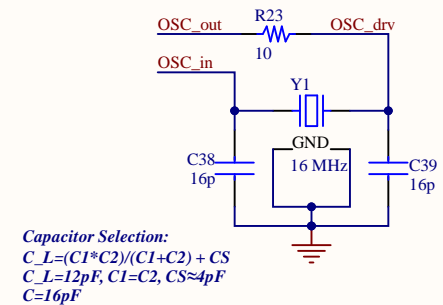 R23
OSC_out
OSC_drv
10
OSC_in
Y1
GND
C38
16 MHz
C39
16p
16p
Capacitor Selection:
C_L=(C1*C2)/(C1+C2) + CS
C_L=12pF, C1=C2, CS≈4pF
C=16pF